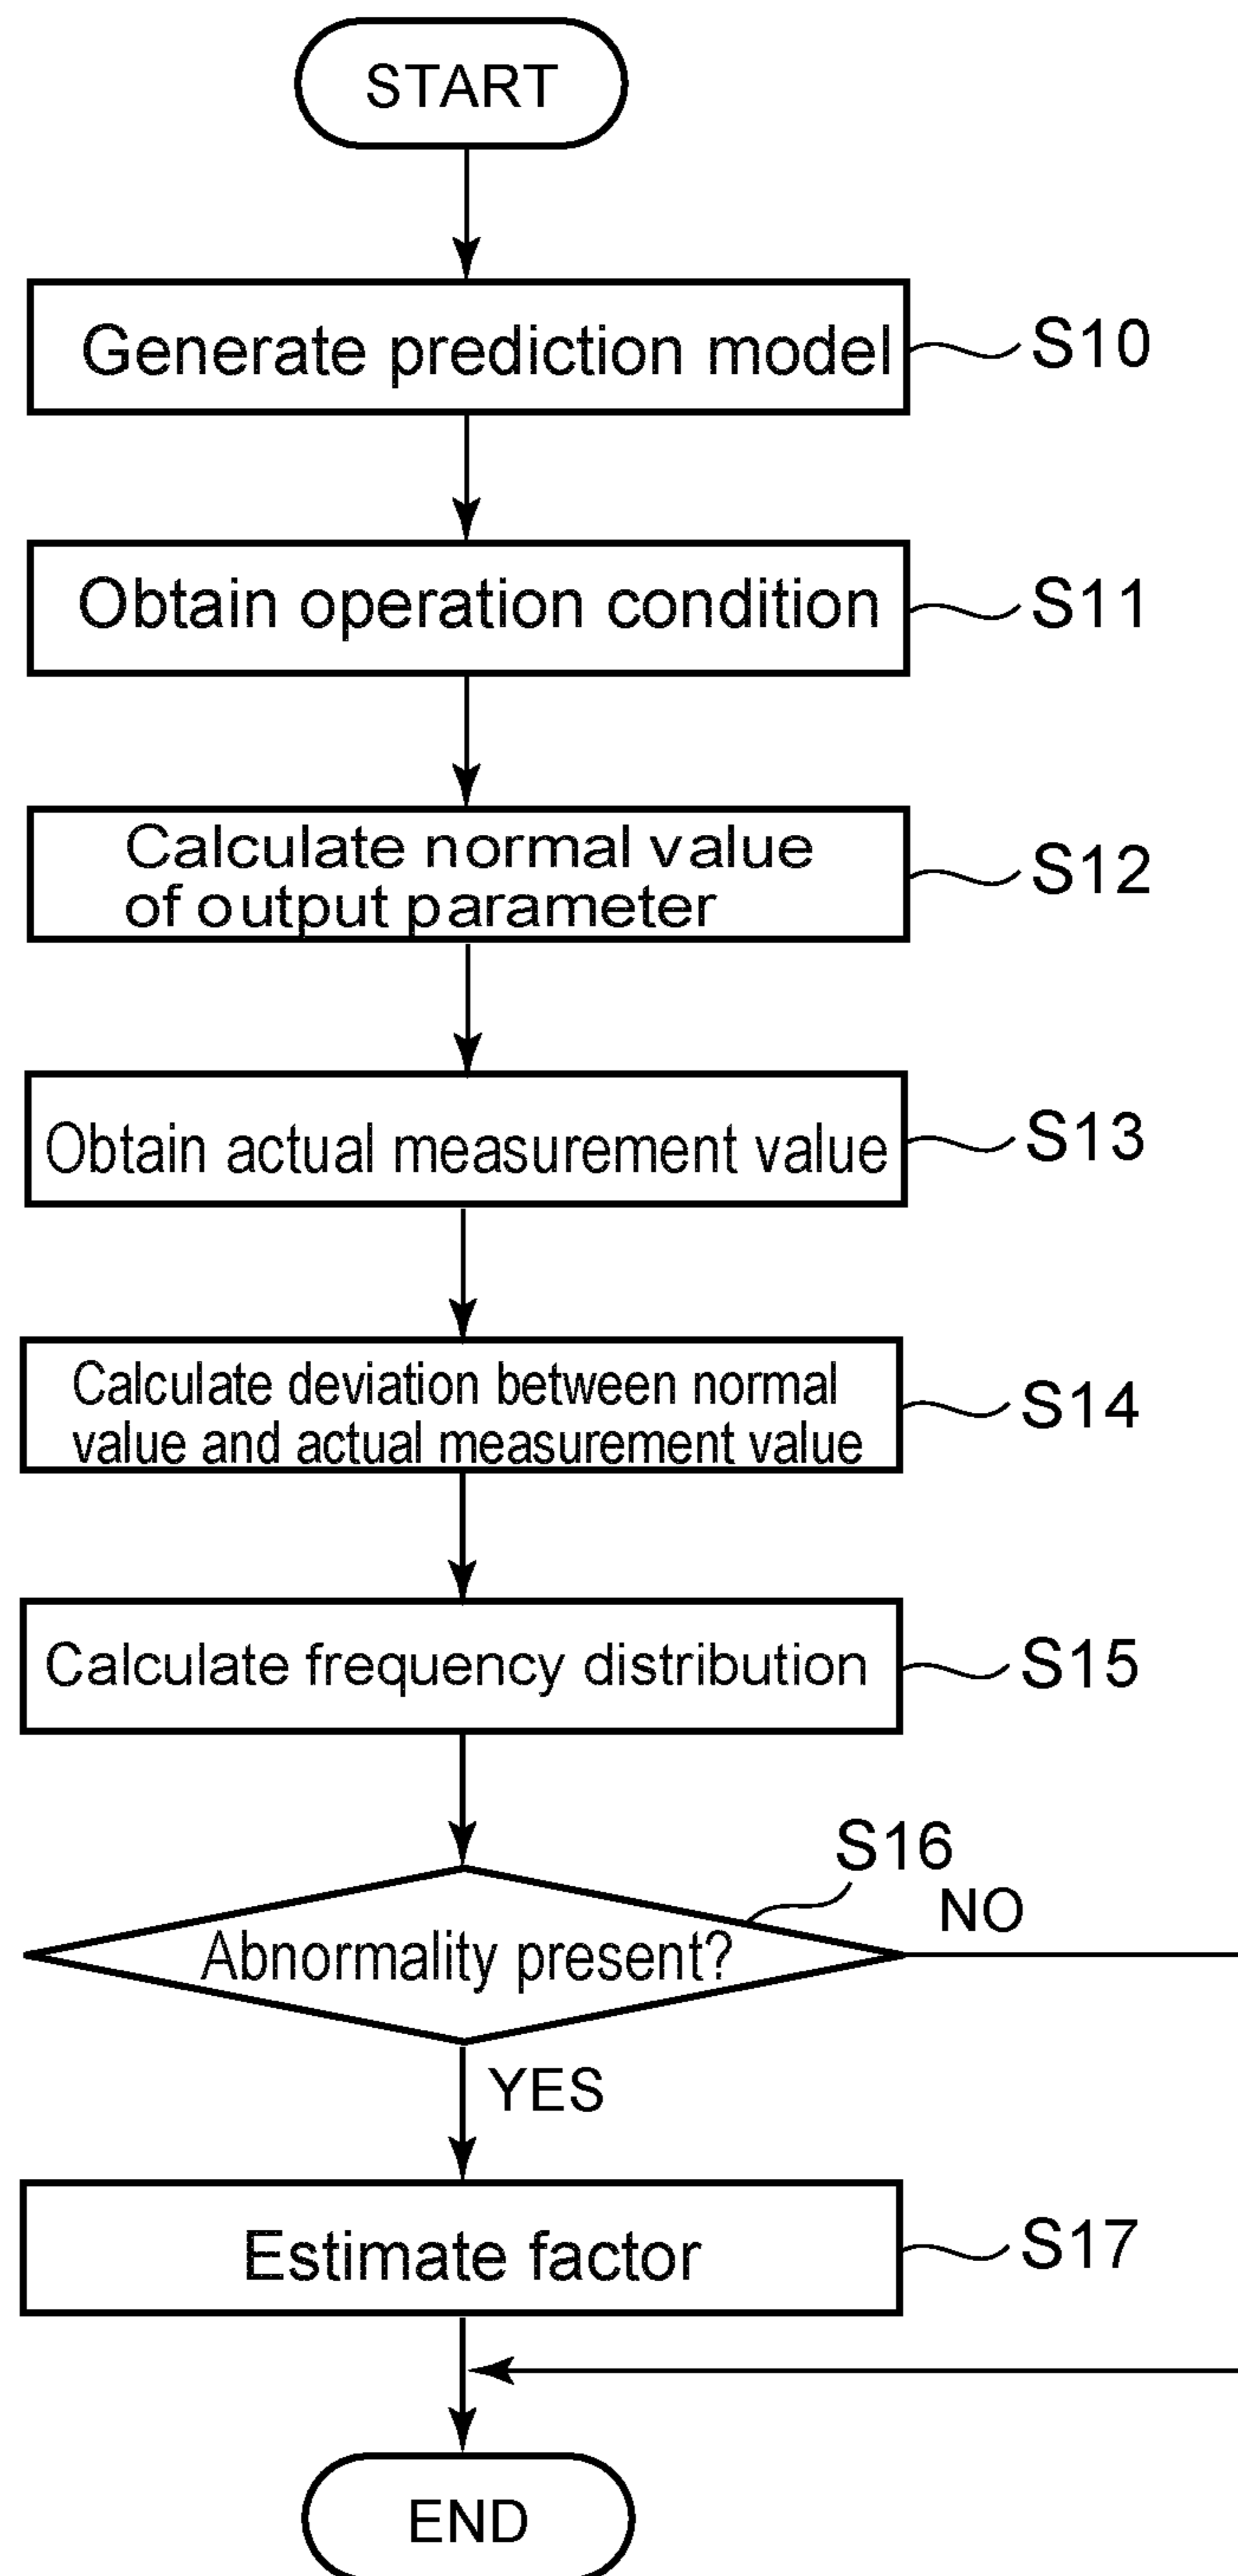 START
Generate prediction model
S10
Obtain operation condition
S11
Calculate normal value
of output parameter
S12
Obtain actual measurement value
S13
Calculate deviation between normal
value and actual measurement value
S14
Calculate frequency distribution
S15
S16
NO
Abnormality present?
YES
Estimate factor
S17
END